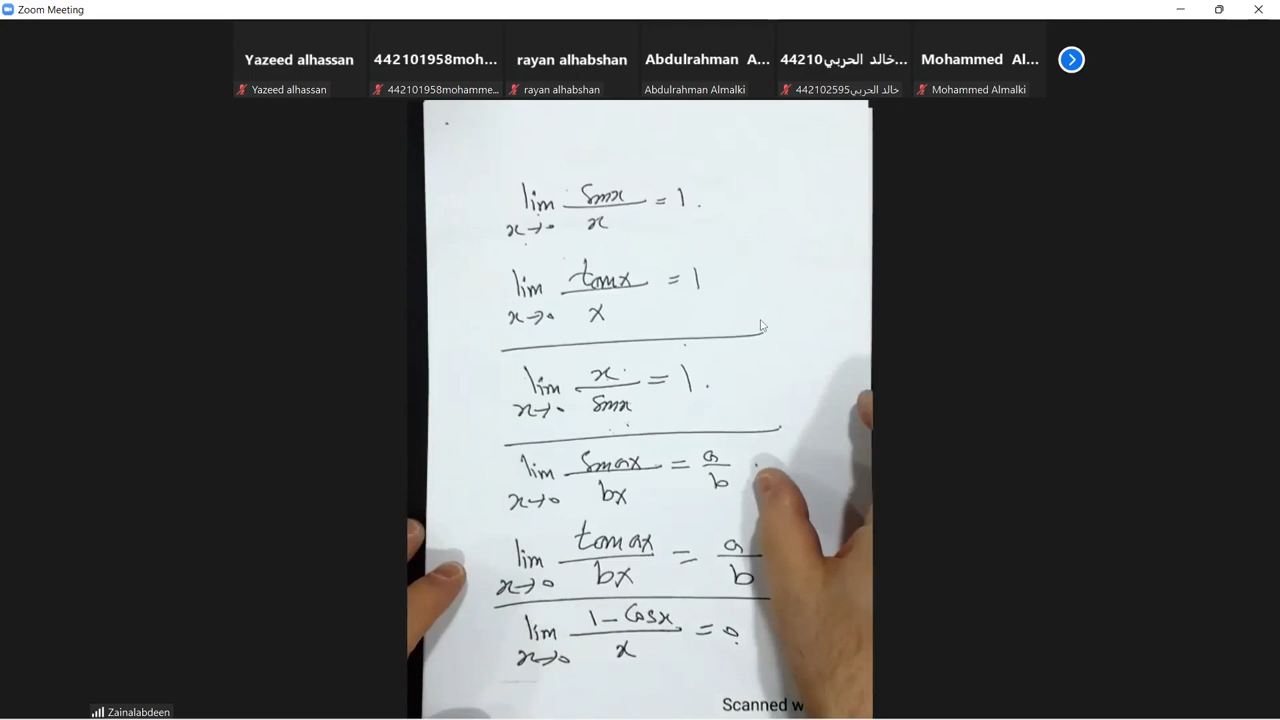 Zoom Meeting
Yazeed alhassan 442101958moh... rayan alhabshan Abdulrahman A... 44210خالد الحربي... Mohammed Al...
Yazeed alhassan 442101958mohamme... rayan alhabshan Abdulrahman Almalki 442102595خالد الحربي Mohammed Almalki
lim x→0 sinx/x = 1.
lim x→0 tanx/x = 1
lim x→0 x/sinx = 1.
lim x→0 sinax/bx = a/b
lim x→0 tanax/bx = a/b
lim x→0 1-Cosx/x = 0
Scanned w
Zainalabdeen